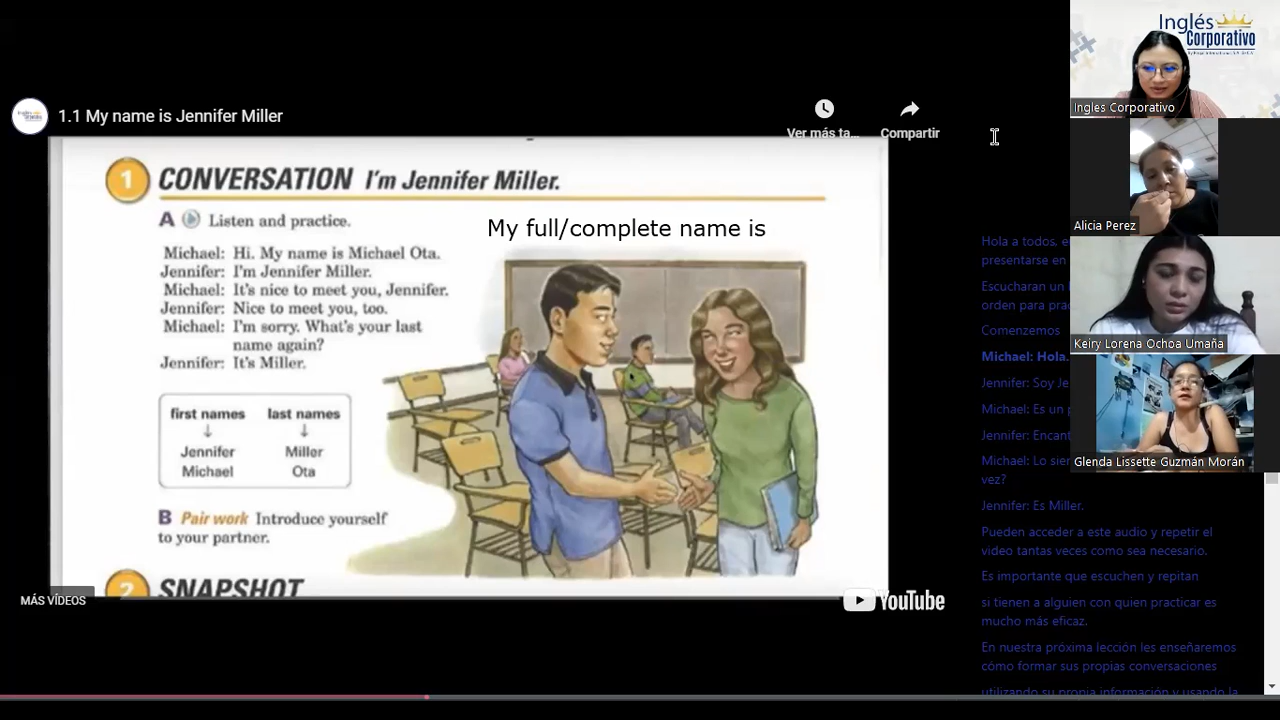 1.1 My name is Jennifer Miller
Ver más ta...
Compartir
1 CONVERSATION I'm Jennifer Miller.
A Listen and practice.
My full/complete name is
Michael: Hi. My name is Michael Ota.
Jennifer: I'm Jennifer Miller.
Michael: It's nice to meet you, Jennifer.
Jennifer: Nice to meet you, too.
Michael: I'm sorry. What's your last
name again?
Jennifer: It's Miller.
first names last names
Jennifer Miller
Michael Ota
B Pair work Introduce yourself
to your partner.
2 SNAPSHOT
MÁS VÍDEOS
YouTube
Inglés
Corporativo
Ingles Corporativo
Alicia Perez
Keiry Lorena Ochoa Umaña
Glenda Lissette Guzmán Morán
Hola a todos,
presentarse en
Escucharan un
orden para
Comenzemos
Michael: Hola.
Jennifer: Soy
Michael: Es un
Jennifer:
Michael: Lo
vez?
Jennifer: Es Miller.
Pueden acceder a este audio y repetir el
video tantas veces como sea necesario.
Es importante que escuchen y repitan
si tienen a alguien con quien practicar es
mucho más eficaz.
En nuestra próxima lección les enseñaremos
cómo formar sus propias conversaciones
utilizando su propia información y usando la